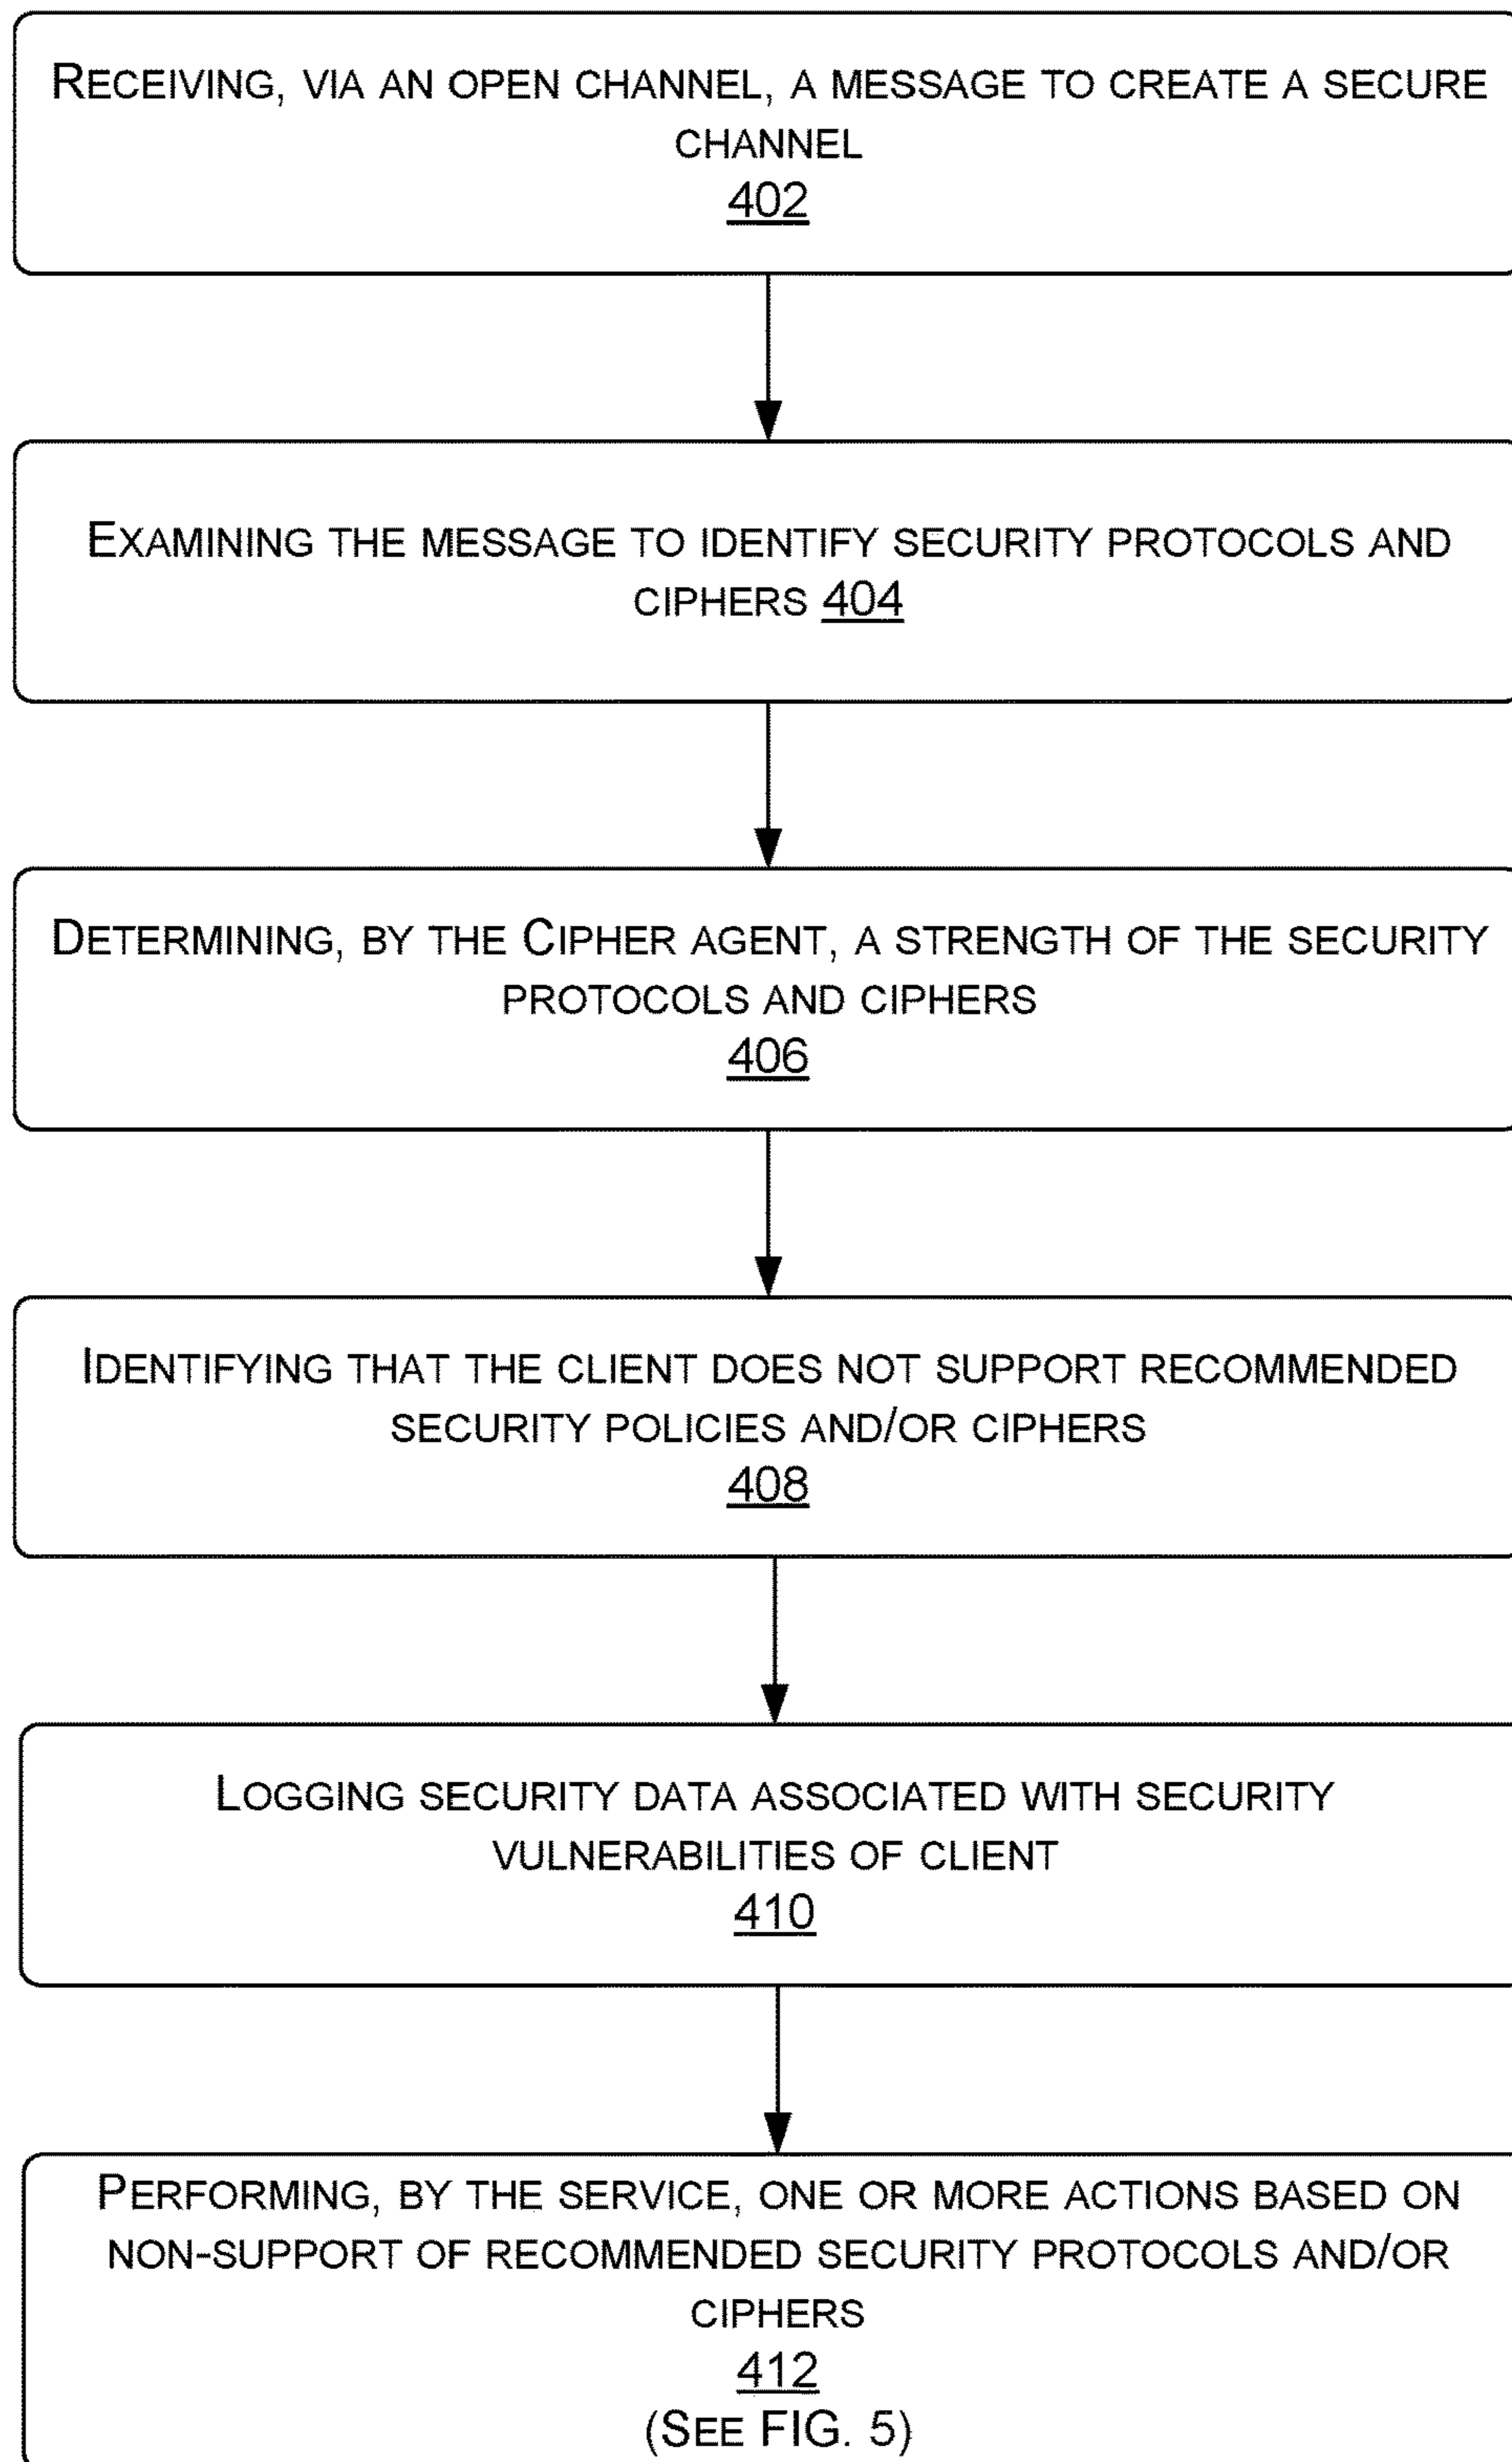 RECEIVING, VIA AN OPEN CHANNEL, A MESSAGE TO CREATE A SECURE
CHANNEL
402
EXAMINING THE MESSAGE TO IDENTIFY SECURITY PROTOCOLS AND
CIPHERS 404
DETERMINING, BY THE CIPHER AGENT, A STRENGTH OF THE SECURITY
PROTOCOLS AND CIPHERS
406
IDENTIFYING THAT THE CLIENT DOES NOT SUPPORT RECOMMENDED
SECURITY POLICIES AND/OR CIPHERS
408
LOGGING SECURITY DATA ASSOCIATED WITH SECURITY
VULNERABILITIES OF CLIENT
410
PERFORMING, BY THE SERVICE, ONE OR MORE ACTIONS BASED ON
NON-SUPPORT OF RECOMMENDED SECURITY PROTOCOLS AND/OR
CIPHERS
412
(SEE FIG. 5)